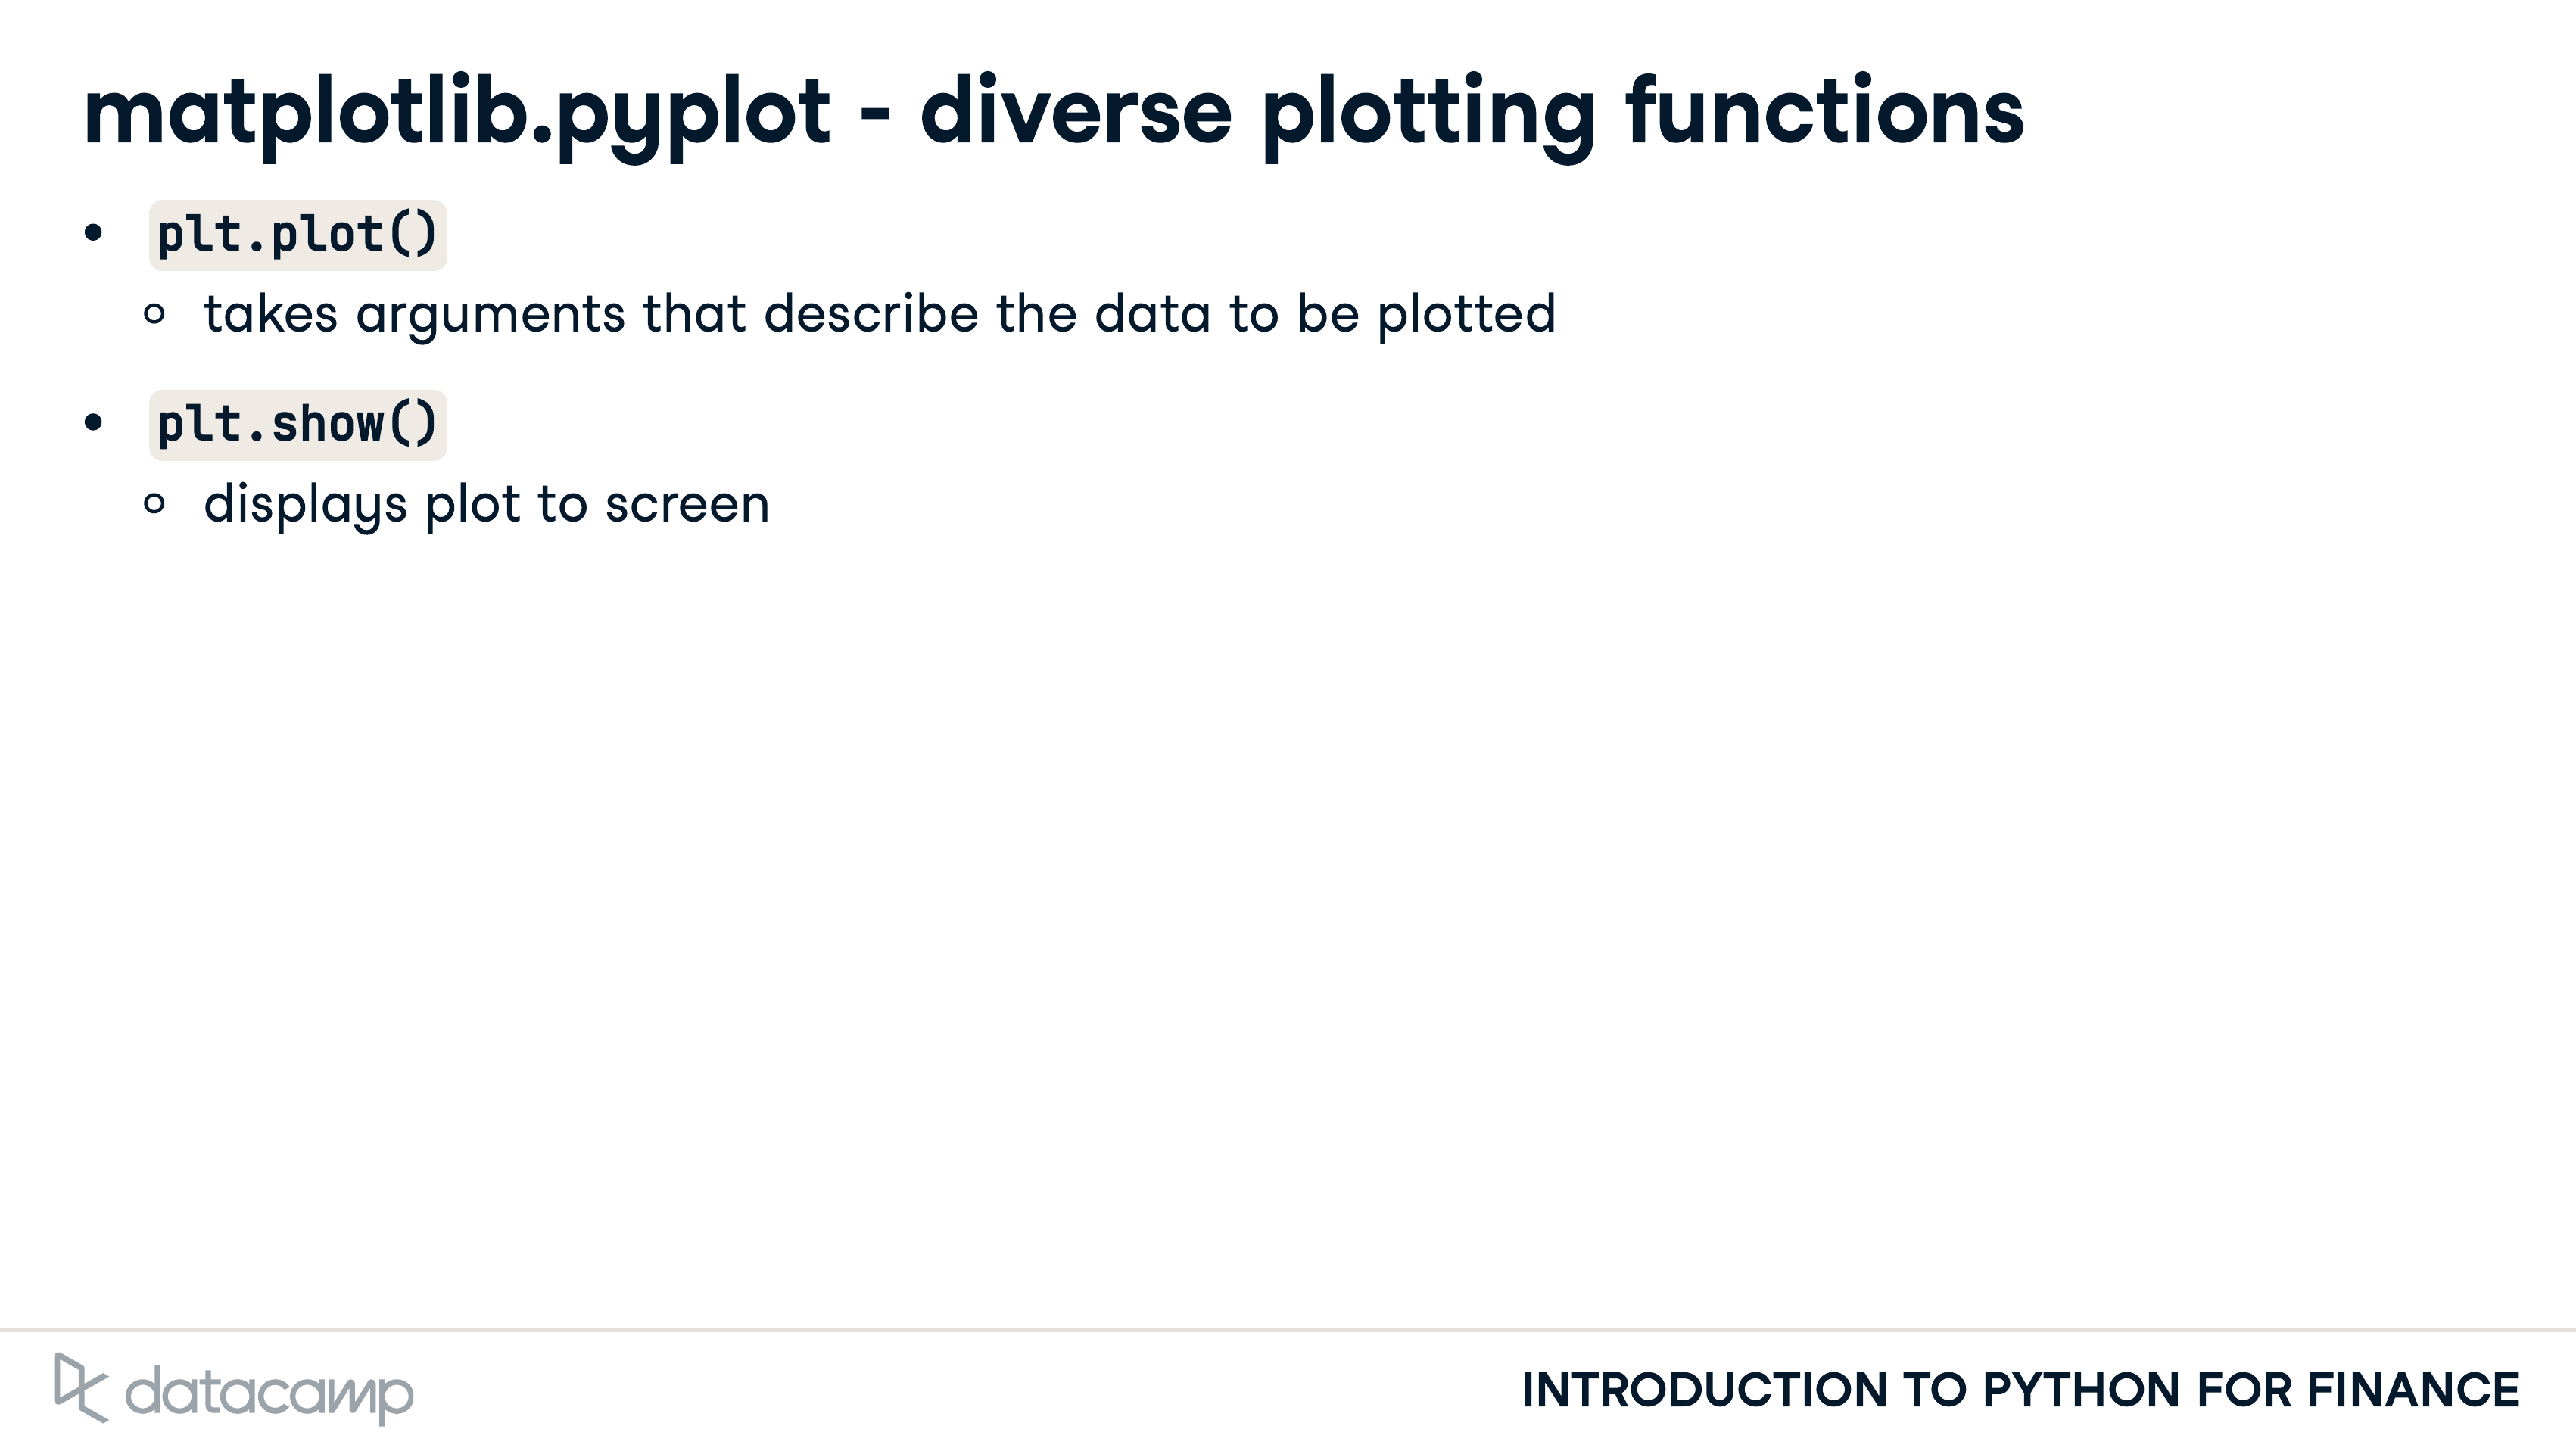 matplotlib.pyplot - diverse plotting functions
• plt.plot()
○ takes arguments that describe the data to be plotted
• plt.show()
○ displays plot to screen
datacamp
INTRODUCTION TO PYTHON FOR FINANCE